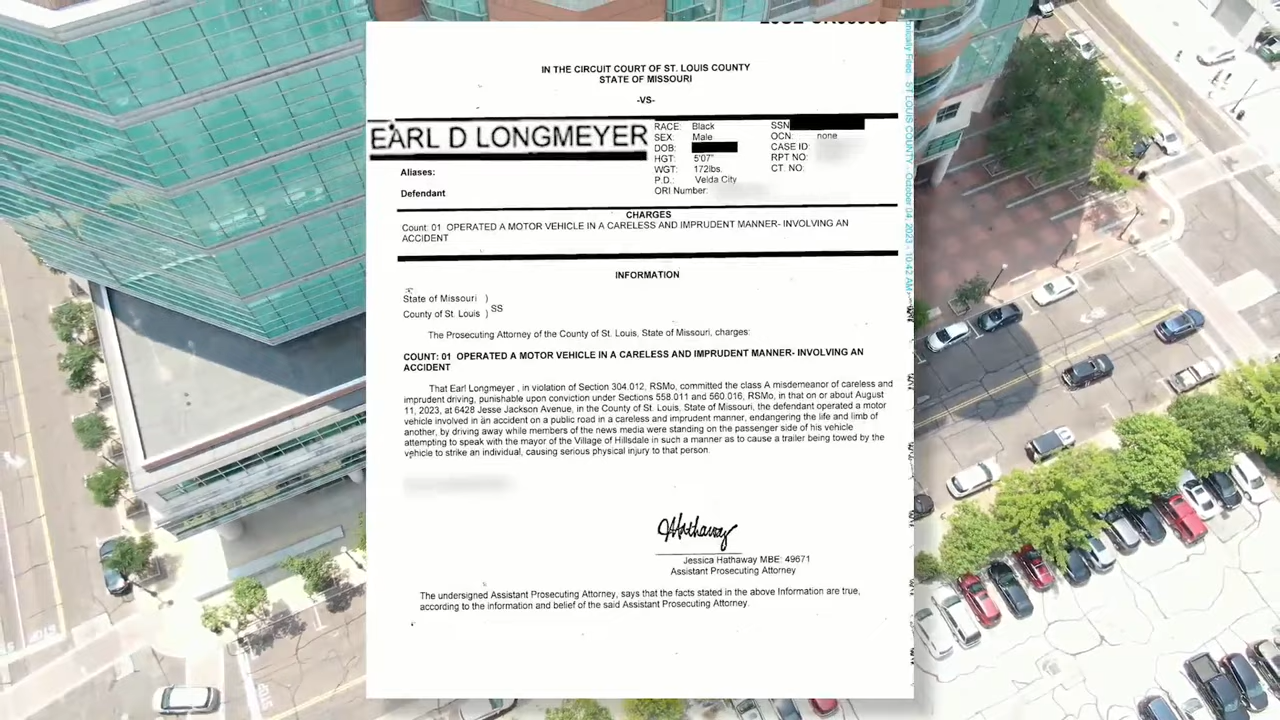 IN THE CIRCUIT COURT OF ST. LOUIS COUNTY
STATE OF MISSOURI
-VS-
EARL D LONGMEYER
RACE: Black
SEX: Male
DOB:
HGT: 5'07"
WGT: 172lbs.
P.D.: Velda City
ORI Number:
SSN
OCN: none
CASE ID:
RPT NO:
CT. NO:
Aliases:
Defendant
CHARGES
Count: 01 OPERATED A MOTOR VEHICLE IN A CARELESS AND IMPRUDENT MANNER- INVOLVING AN
ACCIDENT
INFORMATION
State of Missouri )
) SS
County of St. Louis
The Prosecuting Attorney of the County of St. Louis, State of Missouri, charges:
COUNT: 01 OPERATED A MOTOR VEHICLE IN A CARELESS AND IMPRUDENT MANNER- INVOLVING AN
ACCIDENT
That Earl Longmeyer , in violation of Section 304.012, RSMo, committed the class A misdemeanor of careless and
imprudent driving, punishable upon conviction under Sections 558.011 and 560.016, RSMo, in that on or about August
11, 2023, at 6428 Jesse Jackson Avenue, in the County of St. Louis, State of Missouri, the defendant operated a motor
vehicle involved in an accident on a public road in a careless and imprudent manner, endangering the life and limb of
another, by driving away while members of the news media were standing on the passenger side of his vehicle
attempting to speak with the mayor of the Village of Hillsdale in such a manner as to cause a trailer being towed by the
vehicle to strike an individual, causing serious physical injury to that person.
JHathaway
Jessica Hathaway MBE: 49671
Assistant Prosecuting Attorney
The undersigned Assistant Prosecuting Attorney, says that the facts stated in the above Information are true,
according to the information and belief of the said Assistant Prosecuting Attorney.
Filed - ST LOUIS COUNTY - October 04, 2023 - 10:42 AM